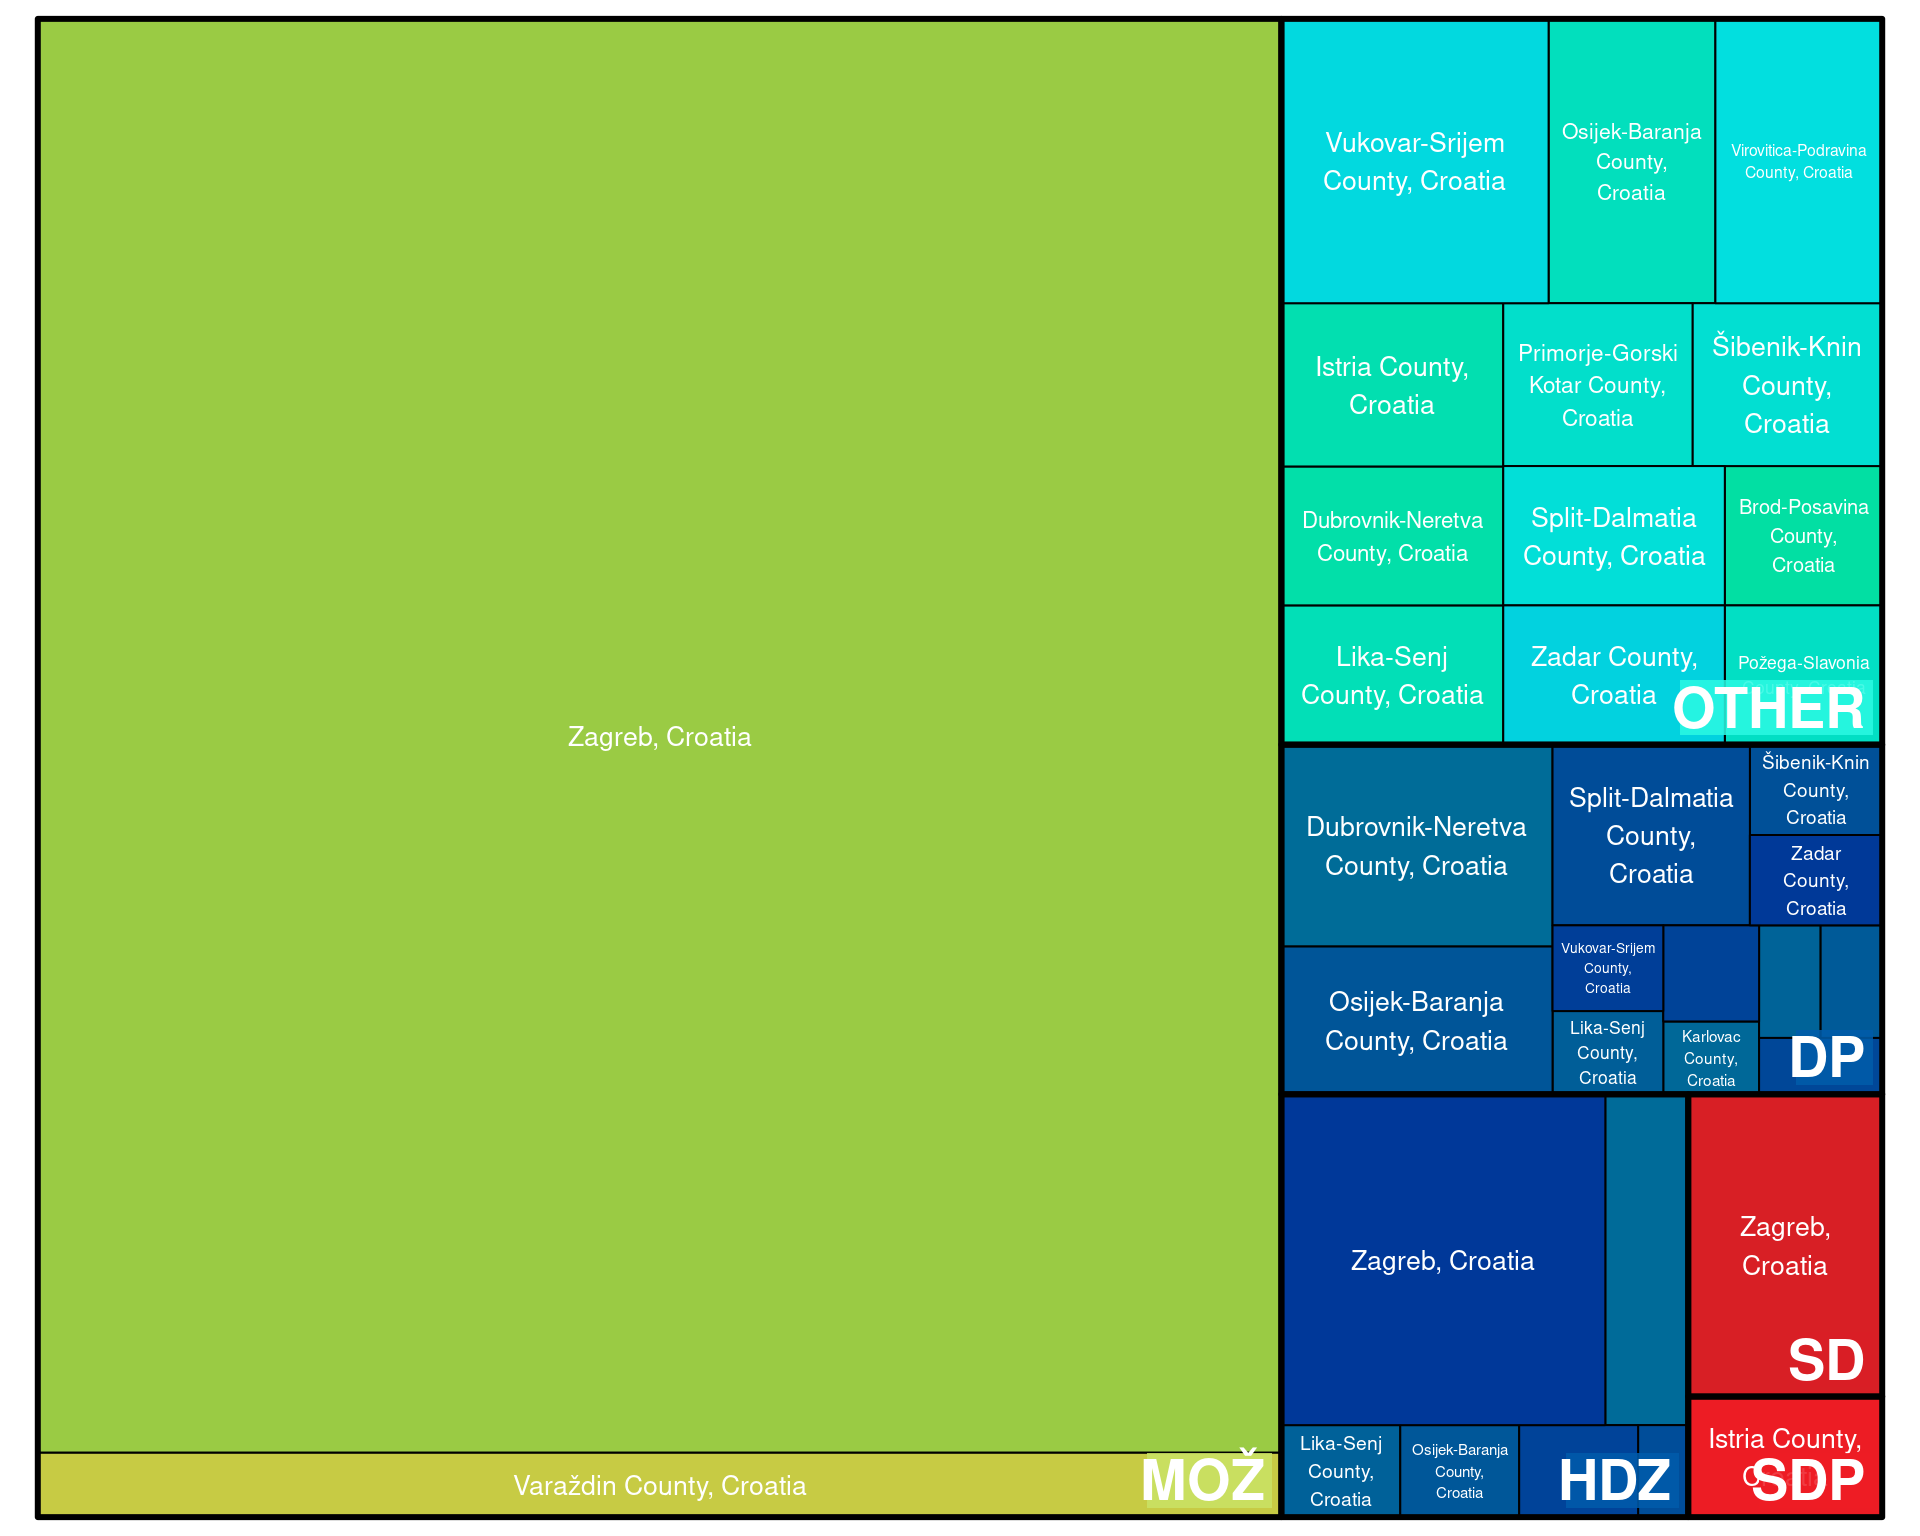 Zagreb, Croatia
Varaždin County, Croatia
MOŽ
Vukovar-Srijem
County, Croatia
Osijek-Baranja
County,
Croatia
Virovitica-Podravina
County, Croatia
Istria County,
Croatia
Primorje-Gorski
Kotar County,
Croatia
Šibenik-Knin
County,
Croatia
Dubrovnik-Neretva
County, Croatia
Split-Dalmatia
County, Croatia
Brod-Posavina
County,
Croatia
Lika-Senj
County, Croatia
Zadar County,
Croatia
Požega-Slavonia
OTHER
Dubrovnik-Neretva
County, Croatia
Osijek-Baranja
County, Croatia
Split-Dalmatia
County,
Croatia
Šibenik-Knin
County,
Croatia
Zadar
County,
Croatia
Vukovar-Srijem
County,
Croatia
Lika-Senj
County,
Croatia
Karlovac
County,
Croatia
DP
Zagreb, Croatia
Lika-Senj
County,
Croatia
Osijek-Baranja
County,
Croatia
HDZ
Zagreb,
Croatia
SD
Istria County,
SDP